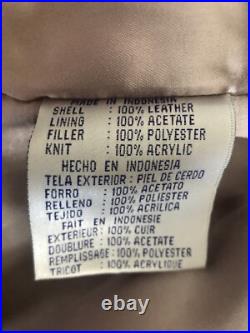 MADE IN INDONESIA
SHELL : 100% LEATHER
LINING : 100% ACETATE
FILLER : 100% POLYESTER
KNIT : 100% ACRYLIC
HECHO EN INDONESIA
TELA EXTERIOR : PIEL DE CERDO
FORRO : 100% ACETATO
RELLENO : 100% POLIESTER
TEJIDO : 100% ACRILICA
FAIT EN INDONESIE
EXTERIEUR : 100% CUIR
DOUBLURE : 100% ACETATE
REMPLISSAGE : 100% POLYESTER
TRICOT : 100% ACRYLIQUE